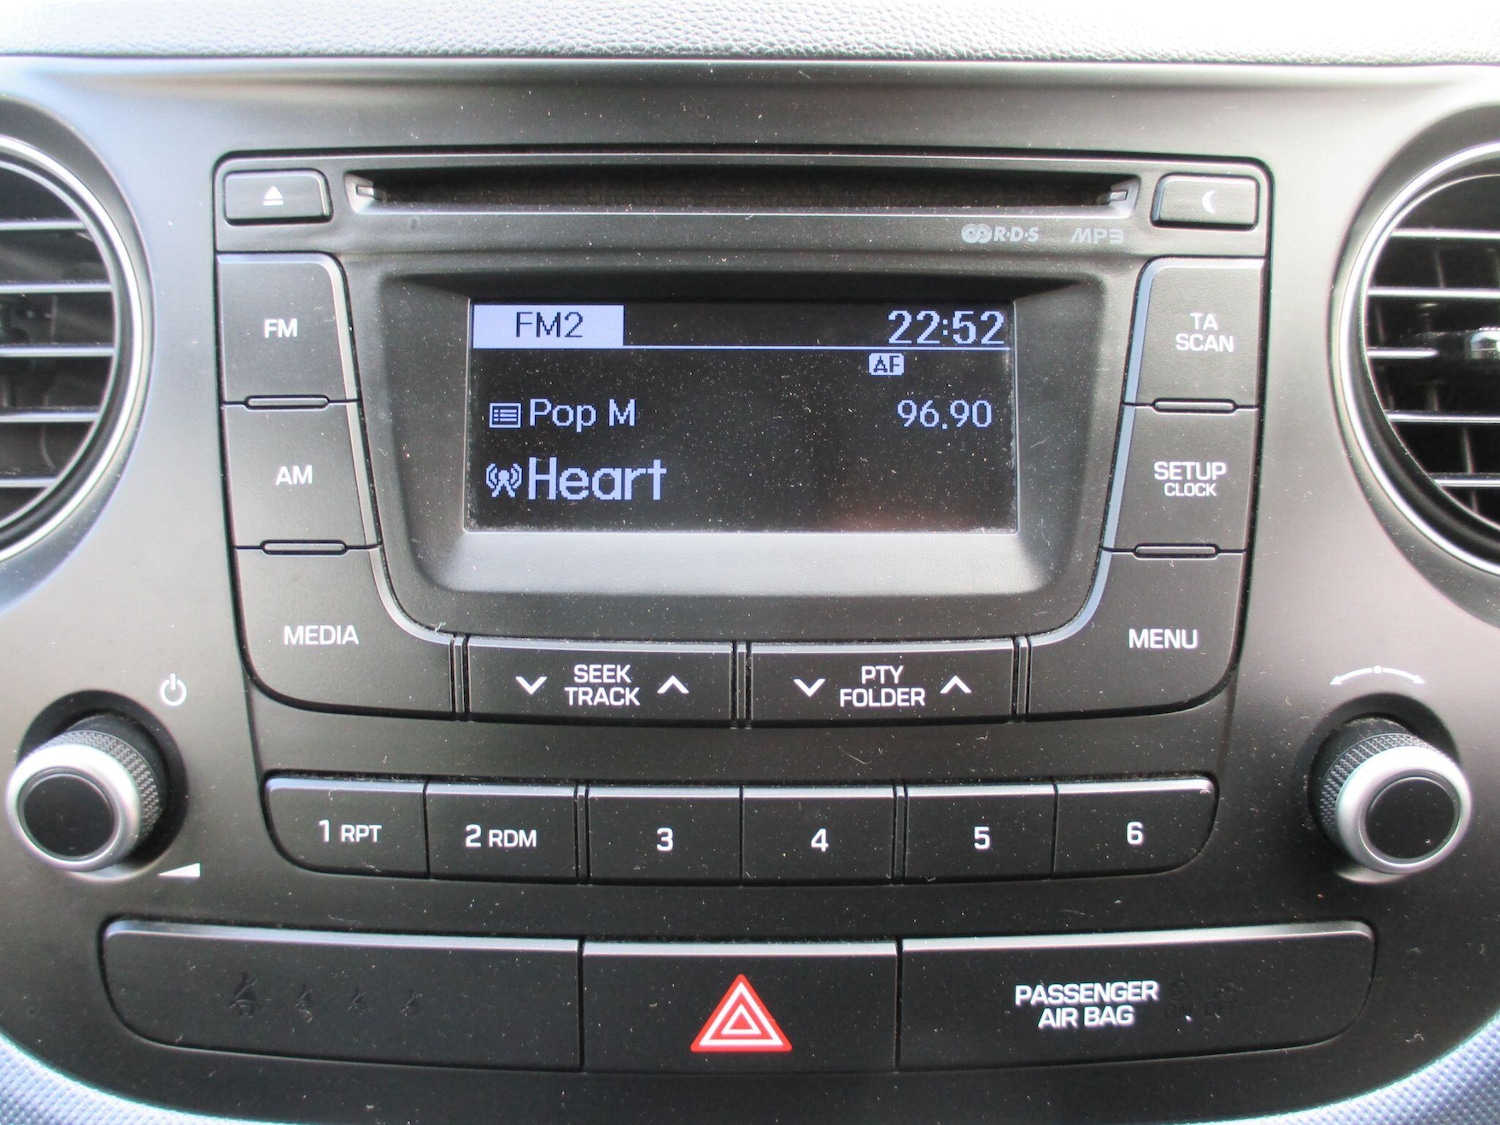 R·D·S MP3
FM
FM2
22:52
TA
SCAN
AF
Pop M
96.90
AM
Heart
SETUP
CLOCK
MEDIA
SEEK
TRACK
PTY
FOLDER
MENU
1 RPT
2 RDM
3
4
5
6
PASSENGER
AIR BAG